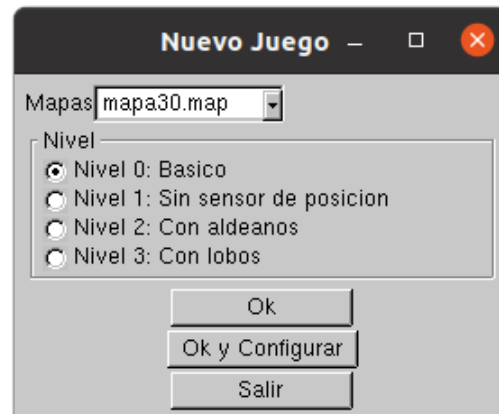 Nuevo Juego
Mapas mapa30.map
Nivel
Nivel 0: Basico
Nivel 1: Sin sensor de posicion
Nivel 2: Con aldeanos
Nivel 3: Con lobos
Ok
Ok y Configurar
Salir